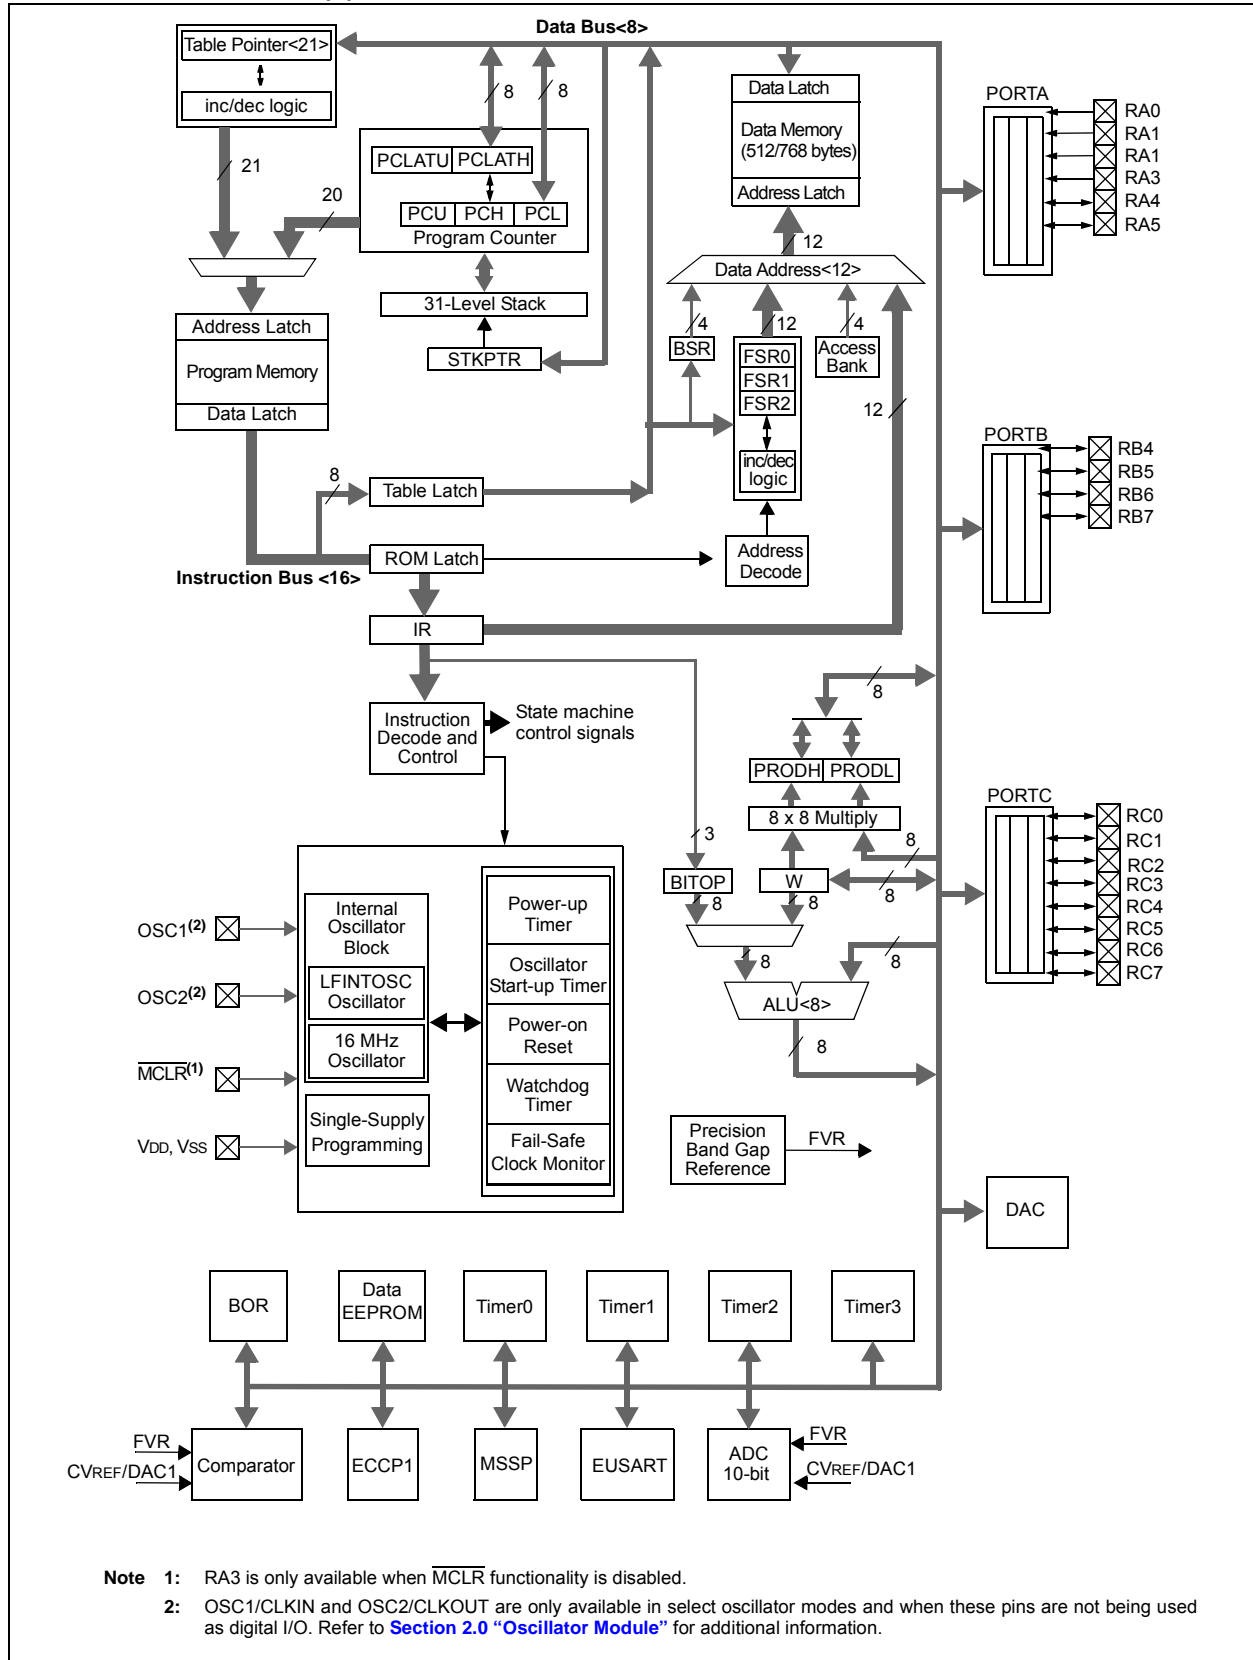 Data Bus<8>
Table Pointer<21>
inc/dec logic
21
20
8
8
PCLATU
PCLATH
PCU
PCH
PCL
Program Counter
31-Level Stack
STKPTR
Address Latch
Program Memory
Data Latch
8
Table Latch
ROM Latch
Instruction Bus <16>
IR
Instruction
Decode and
Control
State machine
control signals
Data Latch
Data Memory
(512/768 bytes)
Address Latch
12
Data Address<12>
4
12
4
BSR
FSR0
FSR1
FSR2
inc/dec
logic
Access
Bank
12
Address
Decode
PORTA
RA0
RA1
RA1
RA3
RA4
RA5
PORTB
RB4
RB5
RB6
RB7
8
PRODH
PRODL
8 x 8 Multiply
3
8
BITOP
W
8
8
8
8
8
ALU<8>
8
PORTC
RC0
RC1
RC2
RC3
RC4
RC5
RC6
RC7
OSC1(2)
OSC2(2)
MCLR(1)
VDD, VSS
Internal
Oscillator
Block
LFINTOSC
Oscillator
16 MHz
Oscillator
Single-Supply
Programming
Power-up
Timer
Oscillator
Start-up Timer
Power-on
Reset
Watchdog
Timer
Fail-Safe
Clock Monitor
Precision
Band Gap
Reference
FVR
DAC
BOR
Data
EEPROM
Timer0
Timer1
Timer2
Timer3
FVR
CVREF/DAC1
Comparator
ECCP1
MSSP
EUSART
ADC
10-bit
FVR
CVREF/DAC1
Note 1: RA3 is only available when MCLR functionality is disabled.
2: OSC1/CLKIN and OSC2/CLKOUT are only available in select oscillator modes and when these pins are not being used
as digital I/O. Refer to Section 2.0 “Oscillator Module” for additional information.